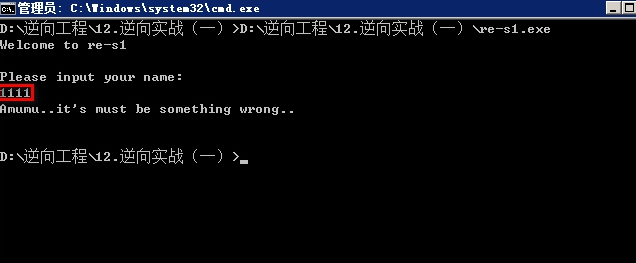 管理员: C:\Windows\system32\cmd.exe
D:\逆向工程\12.逆向实战（一）>D:\逆向工程\12.逆向实战（一）\re-s1.exe
Welcome to re-s1
Please input your name:
1111
Amumu..it's must be something wrong..
D:\逆向工程\12.逆向实战（一）>_